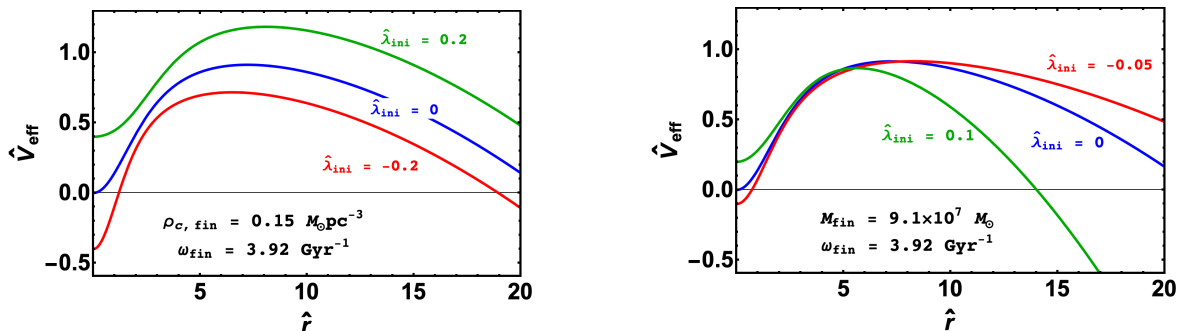 1.0
0.5
0.0
-0.5
V̂eff
λ̂ini = 0.2
λ̂ini = 0
λ̂ini = -0.2
ρc,fin = 0.15 M⊙pc⁻³
ωfin = 3.92 Gyr⁻¹
5 10 15 20
r̂
1.0
0.5
0.0
-0.5
V̂eff
λ̂ini = -0.05
λ̂ini = 0.1
λ̂ini = 0
Mfin = 9.1×10⁷ M⊙
ωfin = 3.92 Gyr⁻¹
5 10 15 20
r̂